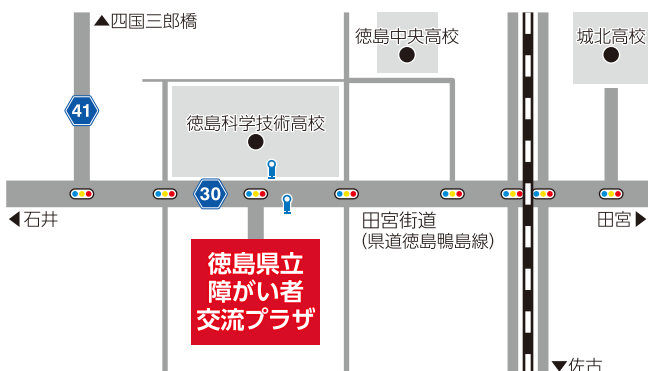 ▲四国三郎橋
徳島中央高校
城北高校
41
徳島科学技術高校
30
◀石井
田宮街道
(県道徳島鴨島線)
田宮▶
徳島県立
障がい者
交流プラザ
▼佐古